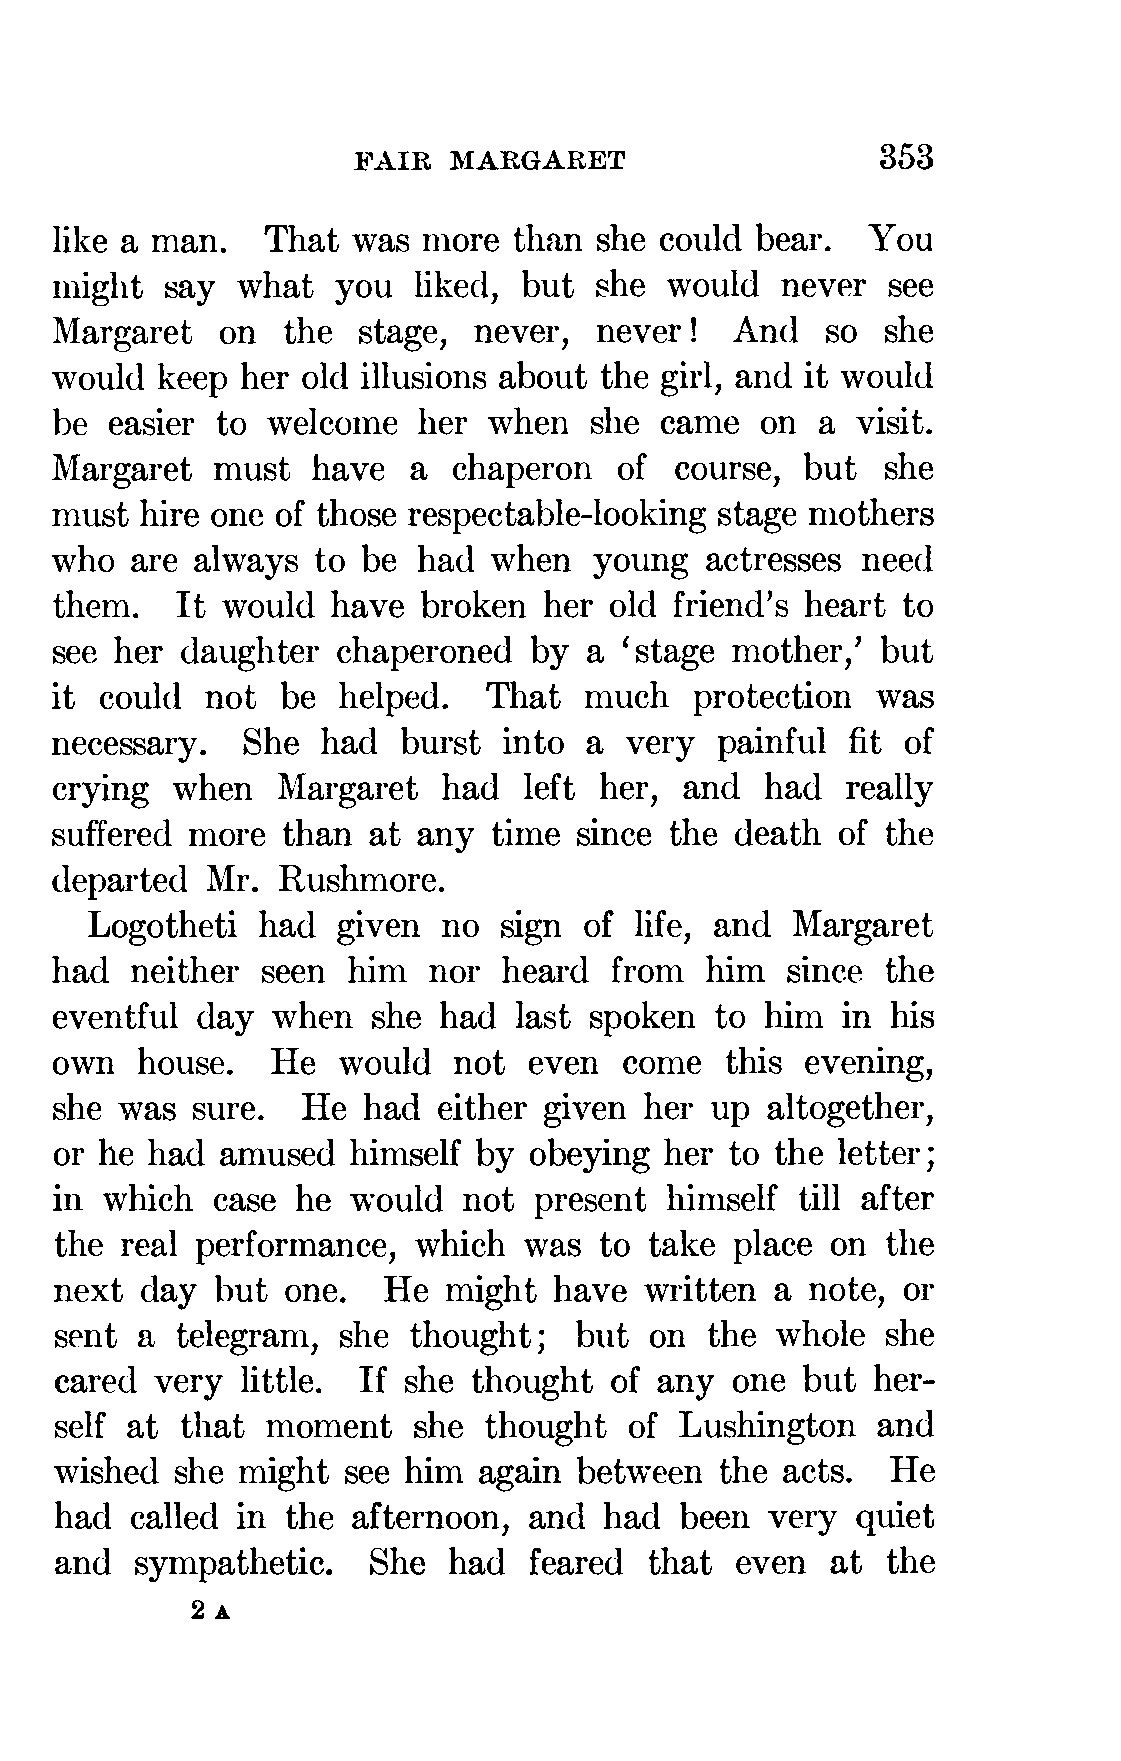 FAIR MARGARET 353
like a man. That was more than she could bear. You
might say what you liked, but she would never see
Margaret on the stage, never, never! And so she
would keep her old illusions about the girl, and it would
be easier to welcome her when she came on a visit.
Margaret must have a chaperon of course, but she
must hire one of those respectable-looking stage mothers
who are always to be had when young actresses need
them. It would have broken her old friend's heart to
see her daughter chaperoned by a 'stage mother,' but
it could not be helped. That much protection was
necessary. She had burst into a very painful fit of
crying when Margaret had left her, and had really
suffered more than at any time since the death of the
departed Mr. Rushmore.
Logotheti had given no sign of life, and Margaret
had neither seen him nor heard from him since the
eventful day when she had last spoken to him in his
own house. He would not even come this evening,
she was sure. He had either given her up altogether,
or he had amused himself by obeying her to the letter;
in which case he would not present himself till after
the real performance, which was to take place on the
next day but one. He might have written a note, or
sent a telegram, she thought; but on the whole she
cared very little. If she thought of any one but her-
self at that moment she thought of Lushington and
wished she might see him again between the acts. He
had called in the afternoon, and had been very quiet
and sympathetic. She had feared that even at the
2 A